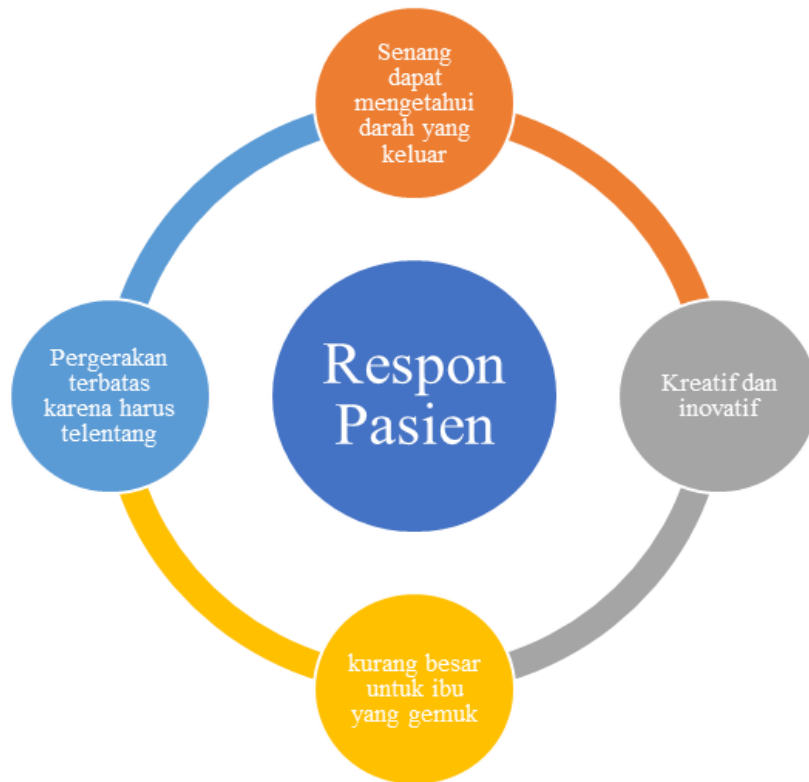 Senang
dapat
mengetahui
darah yang
keluar
Respon
Pasien
Kreatif dan
inovatif
kurang besar
untuk ibu
yang gemuk
Pergerakan
terbatas
karena harus
telentang